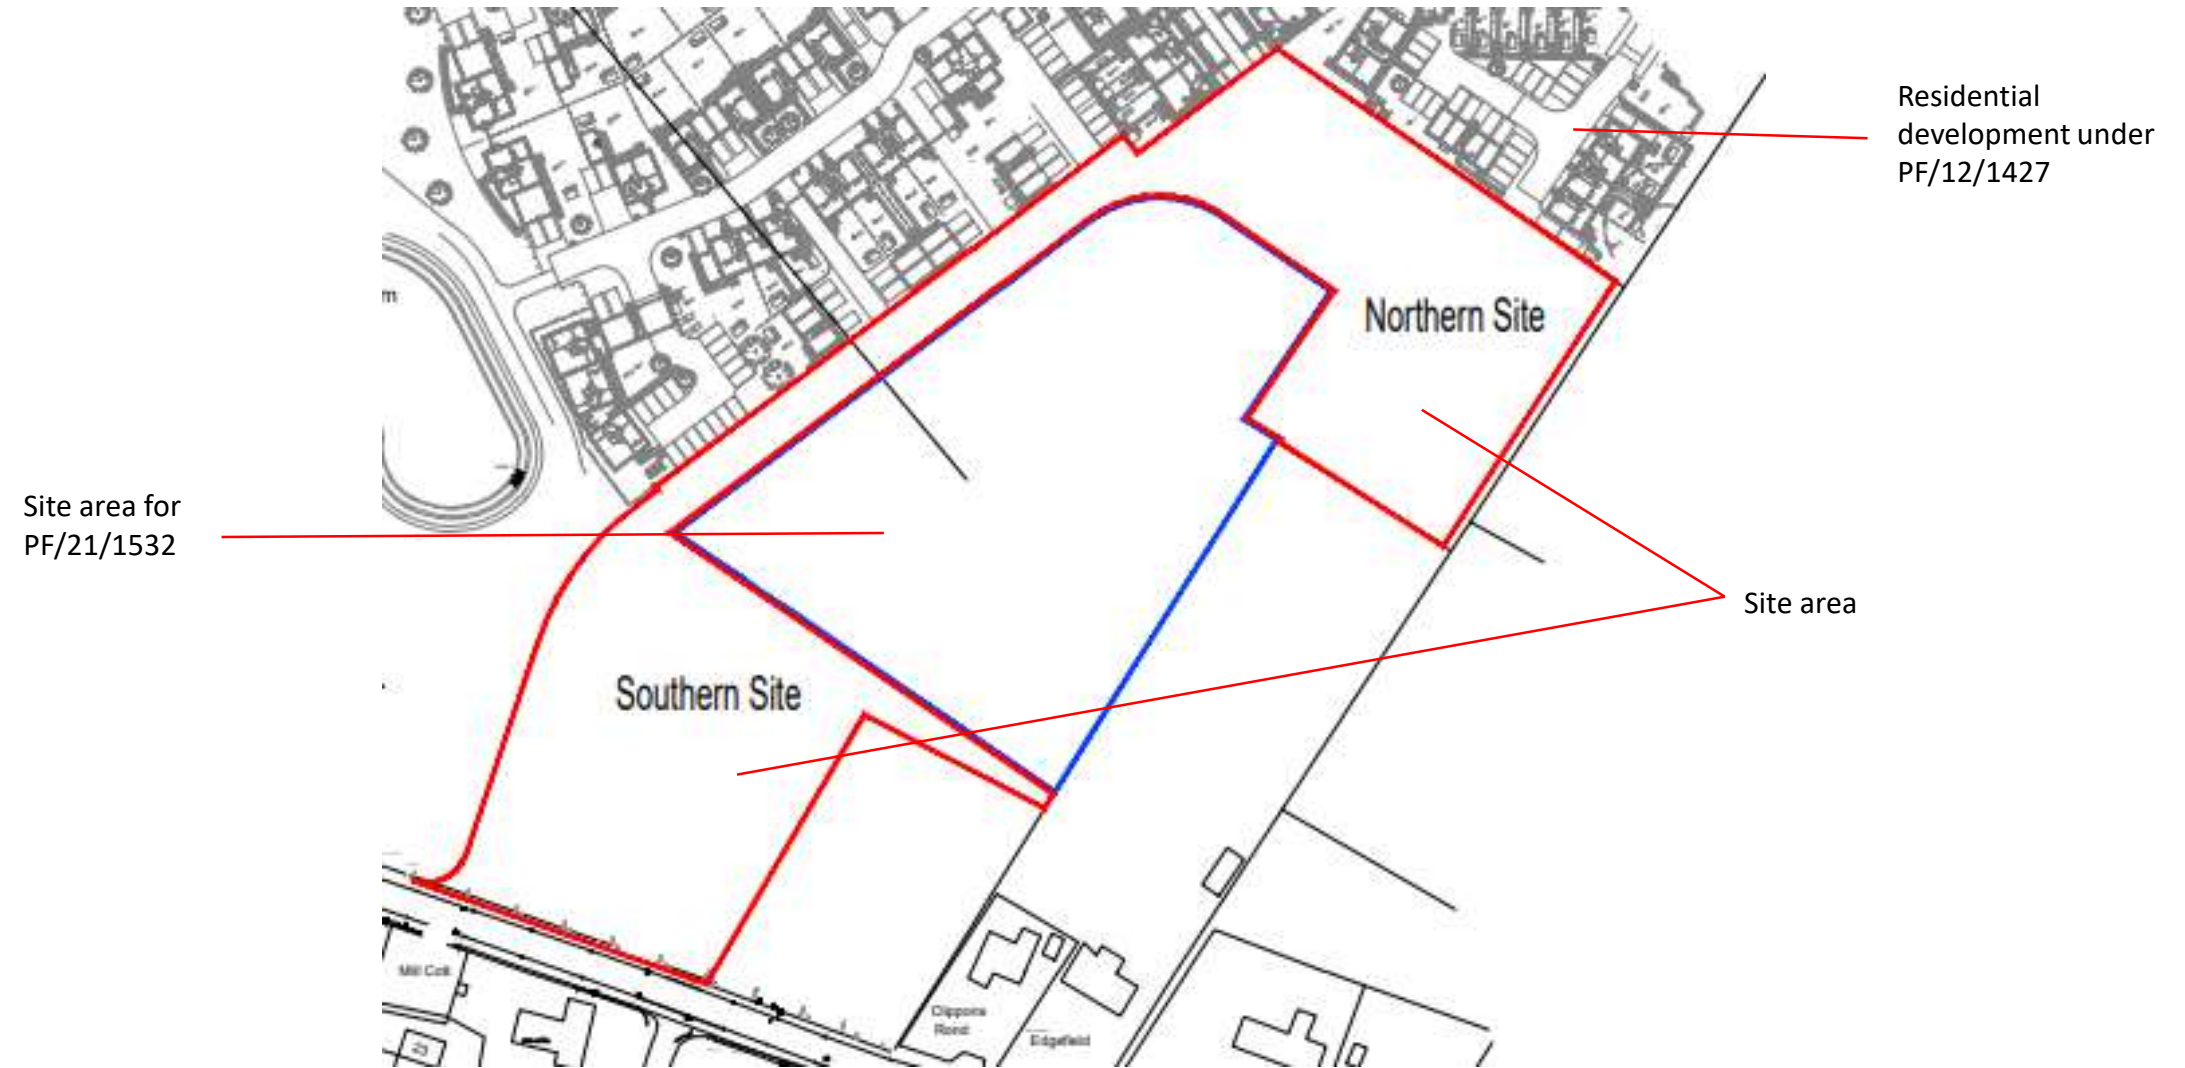 Residential
development under
PF/12/1427
Northern Site
Site area for
PF/21/1532
Site area
Southern Site
Mill Cott
Edgefield